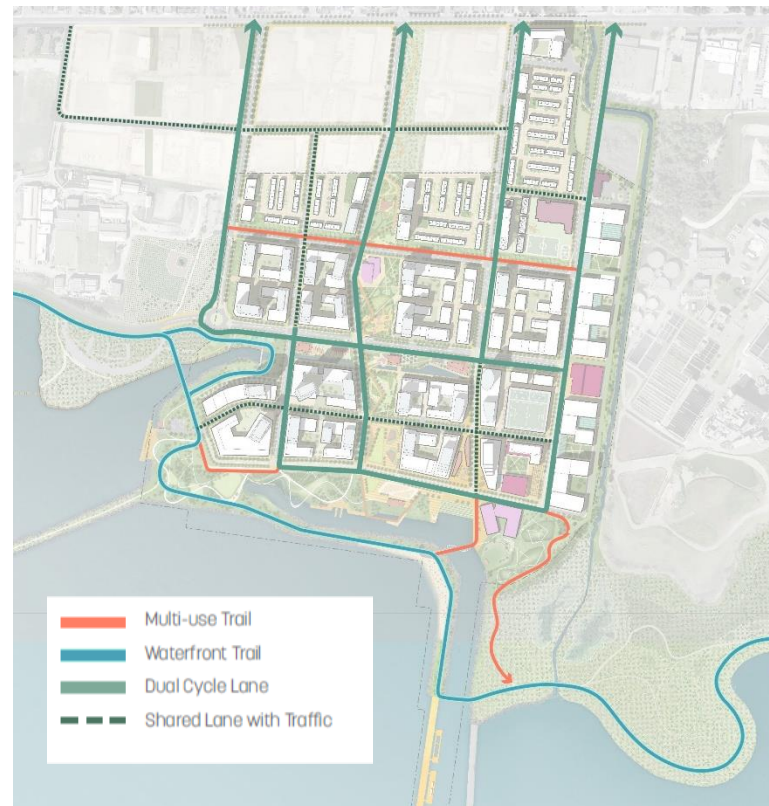 Multi-use Trail
Waterfront Trail
Dual Cycle Lane
Shared Lane with Traffic